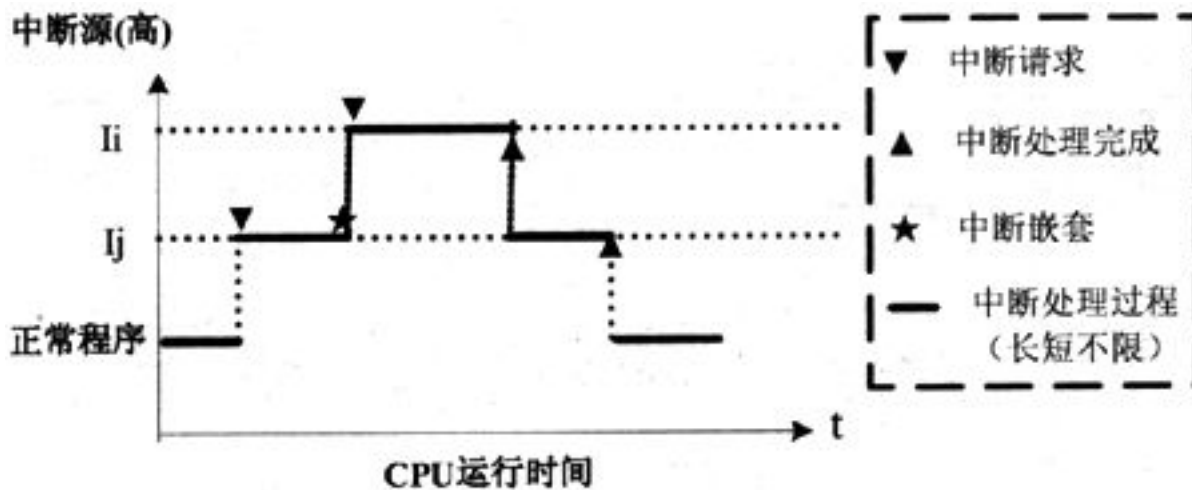 中断源(高)
Ii
Ij
正常程序
t
CPU运行时间
中断请求
中断处理完成
中断嵌套
中断处理过程
（长短不限）